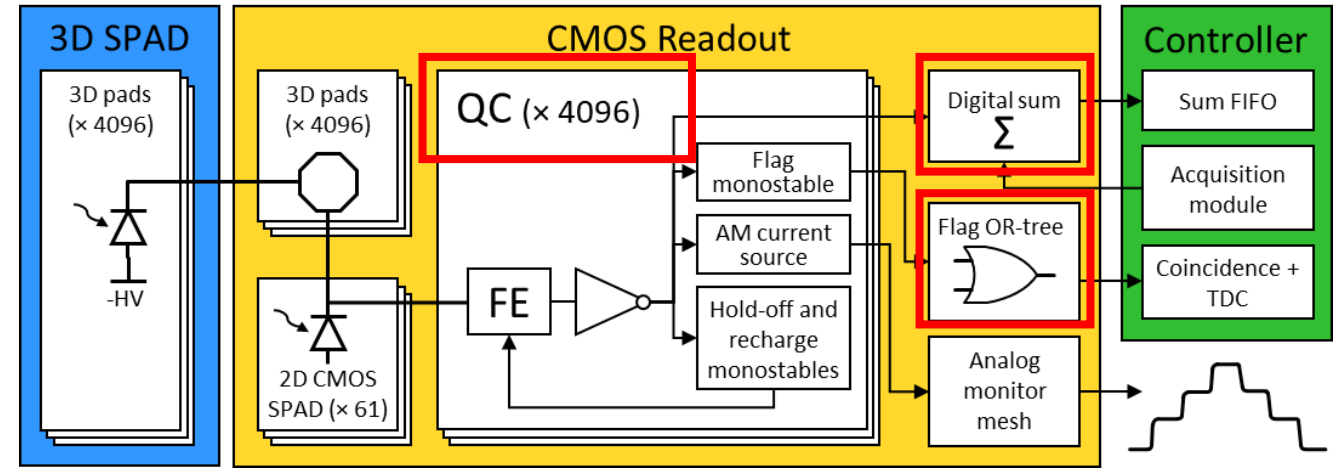 3D SPAD
3D pads
(× 4096)
-HV
CMOS Readout
3D pads
(× 4096)
2D CMOS
SPAD (× 61)
QC (× 4096)
FE
Flag
monostable
AM current
source
Hold-off and
recharge
monostables
Digital sum
Σ
Flag OR-tree
Analog
monitor
mesh
Controller
Sum FIFO
Acquisition
module
Coincidence +
TDC